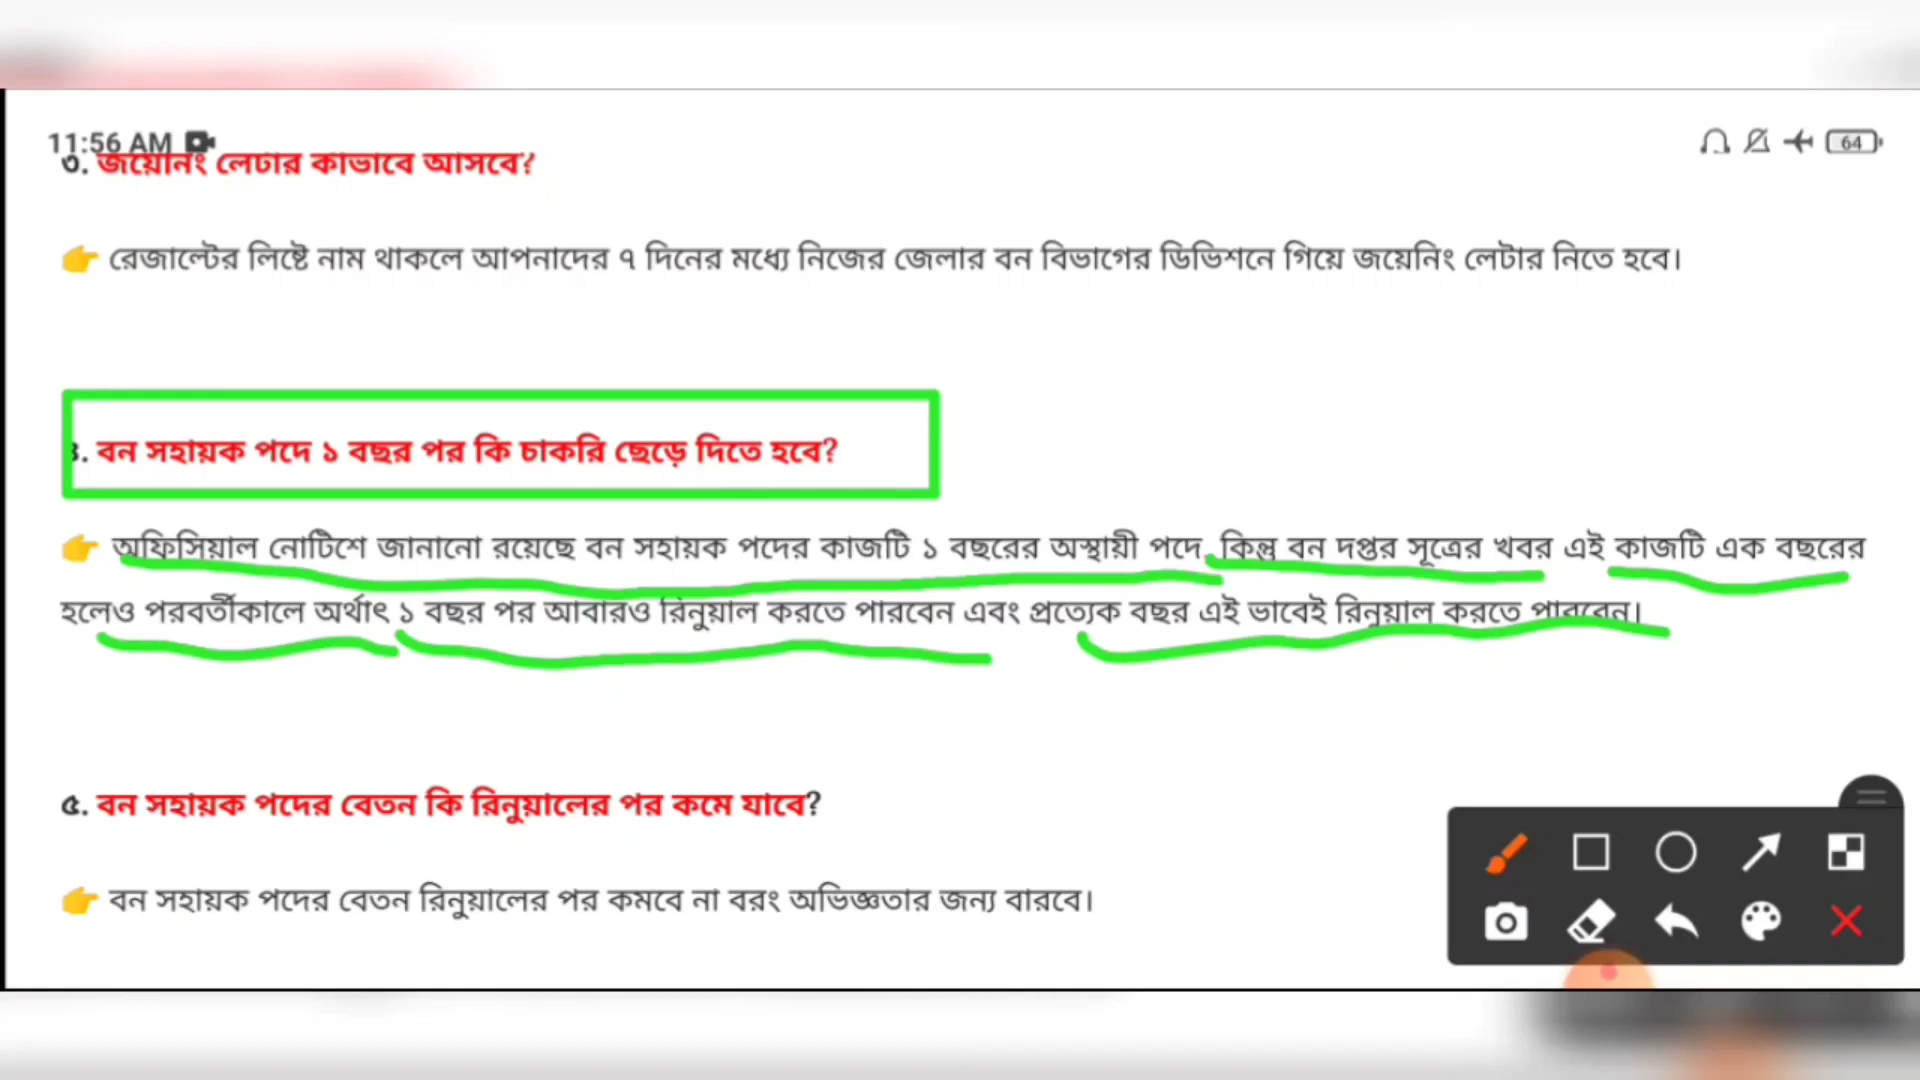 11:56 AM
64
৩. জয়েনিং লেটার কীভাবে আসবে?
👉 রেজাল্টের লিষ্টে নাম থাকলে আপনাদের ৭ দিনের মধ্যে নিজের জেলার বন বিভাগের ডিভিশনে গিয়ে জয়েনিং লেটার নিতে হবে।
৪. বন সহায়ক পদে ১ বছর পর কি চাকরি ছেড়ে দিতে হবে?
👉 অফিসিয়াল নোটিশে জানানো রয়েছে বন সহায়ক পদের কাজটি ১ বছরের অস্থায়ী পদে, কিন্তু বন দপ্তর সূত্রের খবর এই কাজটি এক বছরের
হলেও পরবর্তীকালে অর্থাৎ ১ বছর পর আবারও রিনুয়াল করতে পারবেন এবং প্রত্যেক বছর এই ভাবেই রিনুয়াল করতে পারবেন।
৫. বন সহায়ক পদের বেতন কি রিনুয়ালের পর কমে যাবে?
👉 বন সহায়ক পদের বেতন রিনুয়ালের পর কমবে না বরং অভিজ্ঞতার জন্য বারবে।